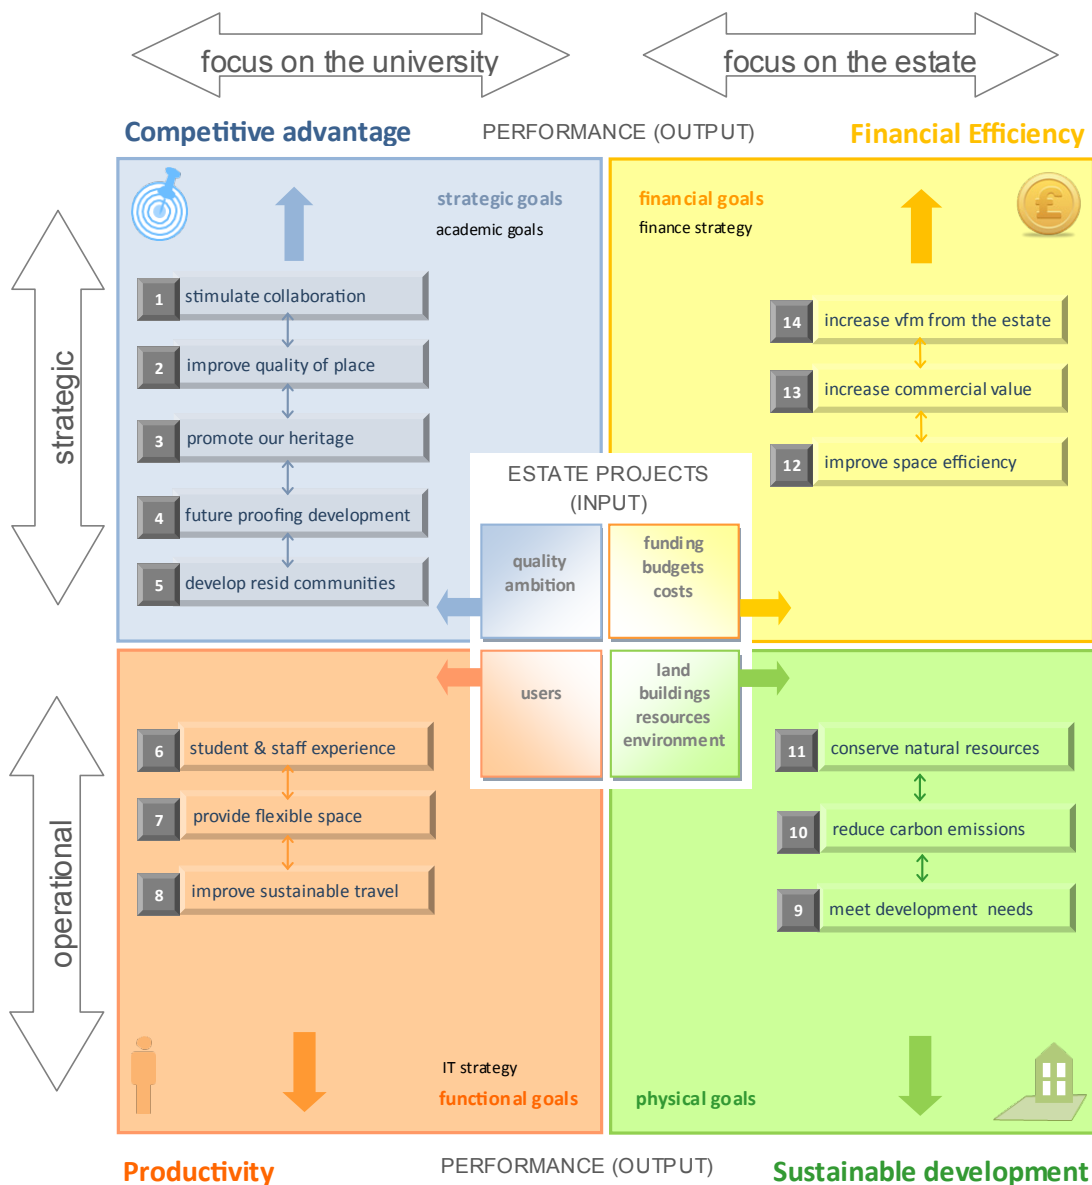 focus on the university
focus on the estate
Competitive advantage
PERFORMANCE (OUTPUT)
Financial Efficiency
strategic goals
academic goals
financial goals
finance strategy
£
strategic
1 stimulate collaboration
2 improve quality of place
3 promote our heritage
4 future proofing development
5 develop resid communities
14 increase vfm from the estate
13 increase commercial value
12 improve space efficiency
ESTATE PROJECTS
(INPUT)
quality
ambition
funding
budgets
costs
users
land
buildings
resources
environment
operational
6 student & staff experience
7 provide flexible space
8 improve sustainable travel
11 conserve natural resources
10 reduce carbon emissions
9 meet development needs
IT strategy
functional goals
physical goals
Productivity
PERFORMANCE (OUTPUT)
Sustainable development